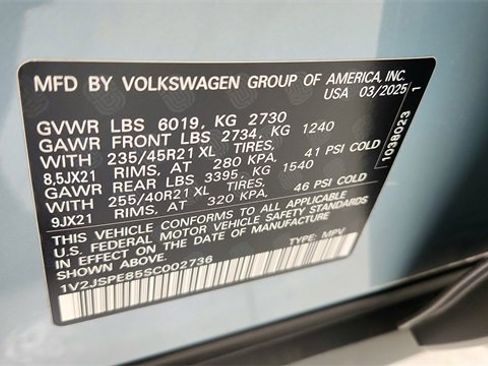 MFD BY VOLKSWAGEN GROUP OF AMERICA, INC.
USA 03/2025
GVWR LBS 6019, KG 2730
GAWR FRONT LBS 2734, KG 1240
WITH 235/45R21 XL TIRES,
8,5JX21 RIMS, AT 280 KPA, 41 PSI COLD
GAWR REAR LBS 3395, KG 1540
WITH 255/40R21 XL TIRES,
9JX21 RIMS, AT 320 KPA, 46 PSI COLD
THIS VEHICLE CONFORMS TO ALL APPLICABLE
U.S. FEDERAL MOTOR VEHICLE SAFETY STANDARDS
IN EFFECT ON THE DATE OF MANUFACTURE
SHOWN ABOVE.
1V2JSPE85SC002736 TYPE: MPV
1038023 1